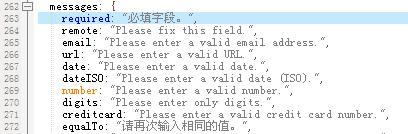 262 messages: {
263 required: "必填字段。",
264 remote: "Please fix this field.",
265 email: "Please enter a valid email address.",
266 url: "Please enter a valid URL.",
267 date: "Please enter a valid date.",
268 dateISO: "Please enter a valid date (ISO).",
269 number: "Please enter a valid number.",
270 digits: "Please enter only digits.",
271 creditcard: "Please enter a valid credit card number.",
272 equalTo: "请再次输入相同的值。",